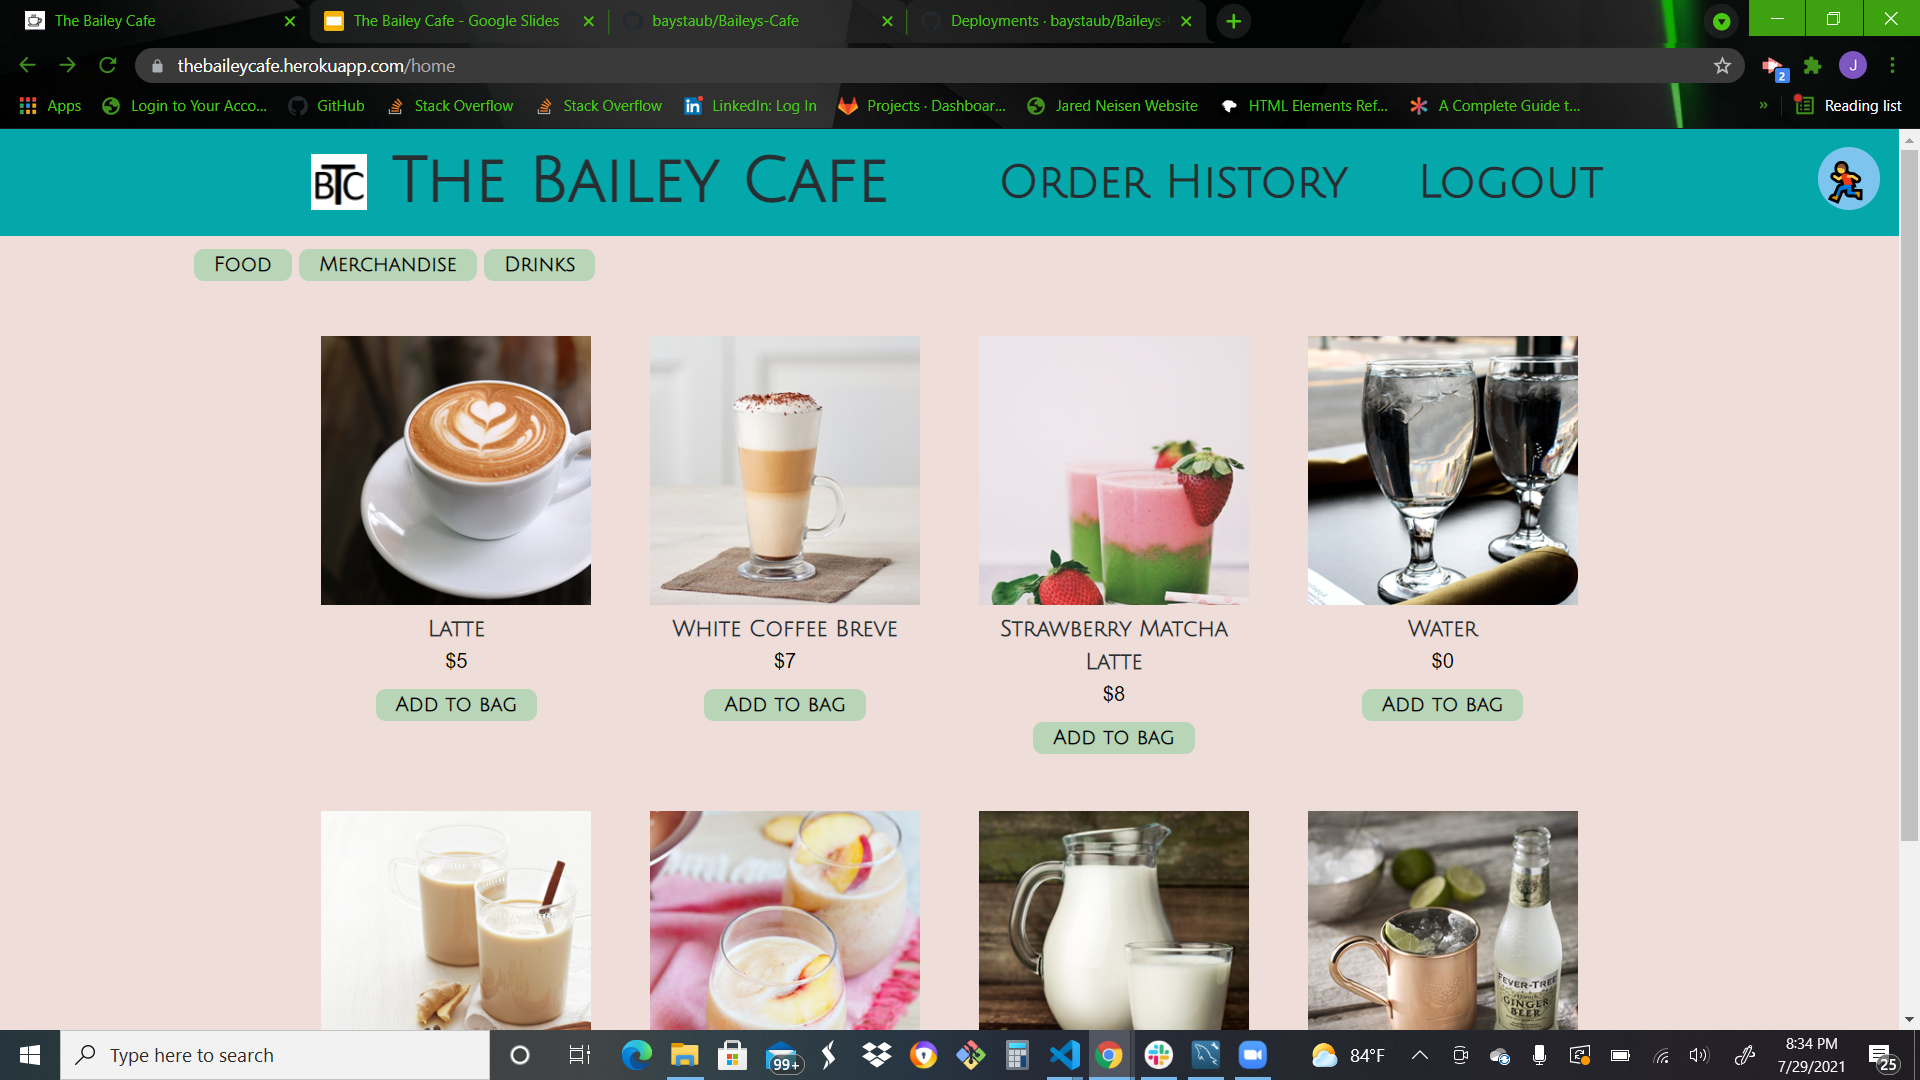 The Bailey Cafe
The Bailey Cafe - Google Slides
baystaub/Baileys-Cafe
Deployments · baystaub/Baileys-
thebaileycafe.herokuapp.com/home
2
J
Apps
Login to Your Acco...
GitHub
Stack Overflow
Stack Overflow
LinkedIn: Log In
Projects · Dashboar...
Jared Neisen Website
HTML Elements Ref...
A Complete Guide t...
»
Reading list
BTC
The Bailey Cafe
Order History
Logout
Food
Merchandise
Drinks
Latte
$5
Add to bag
White Coffee Breve
$7
Add to bag
Strawberry Matcha
Latte
$8
Add to bag
Water
$0
Add to bag
FEVER-TREE
GINGER
BEER
Type here to search
99+
84°F
8:34 PM
7/29/2021
25